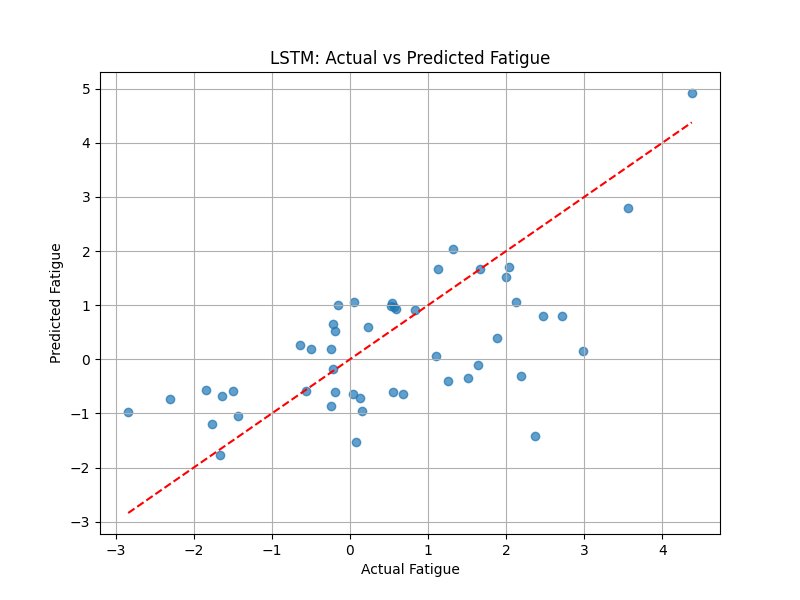 LSTM: Actual vs Predicted Fatigue
Predicted Fatigue
5
4
3
2
1
0
−1
−2
−3
−3 −2 −1 0 1 2 3 4
Actual Fatigue